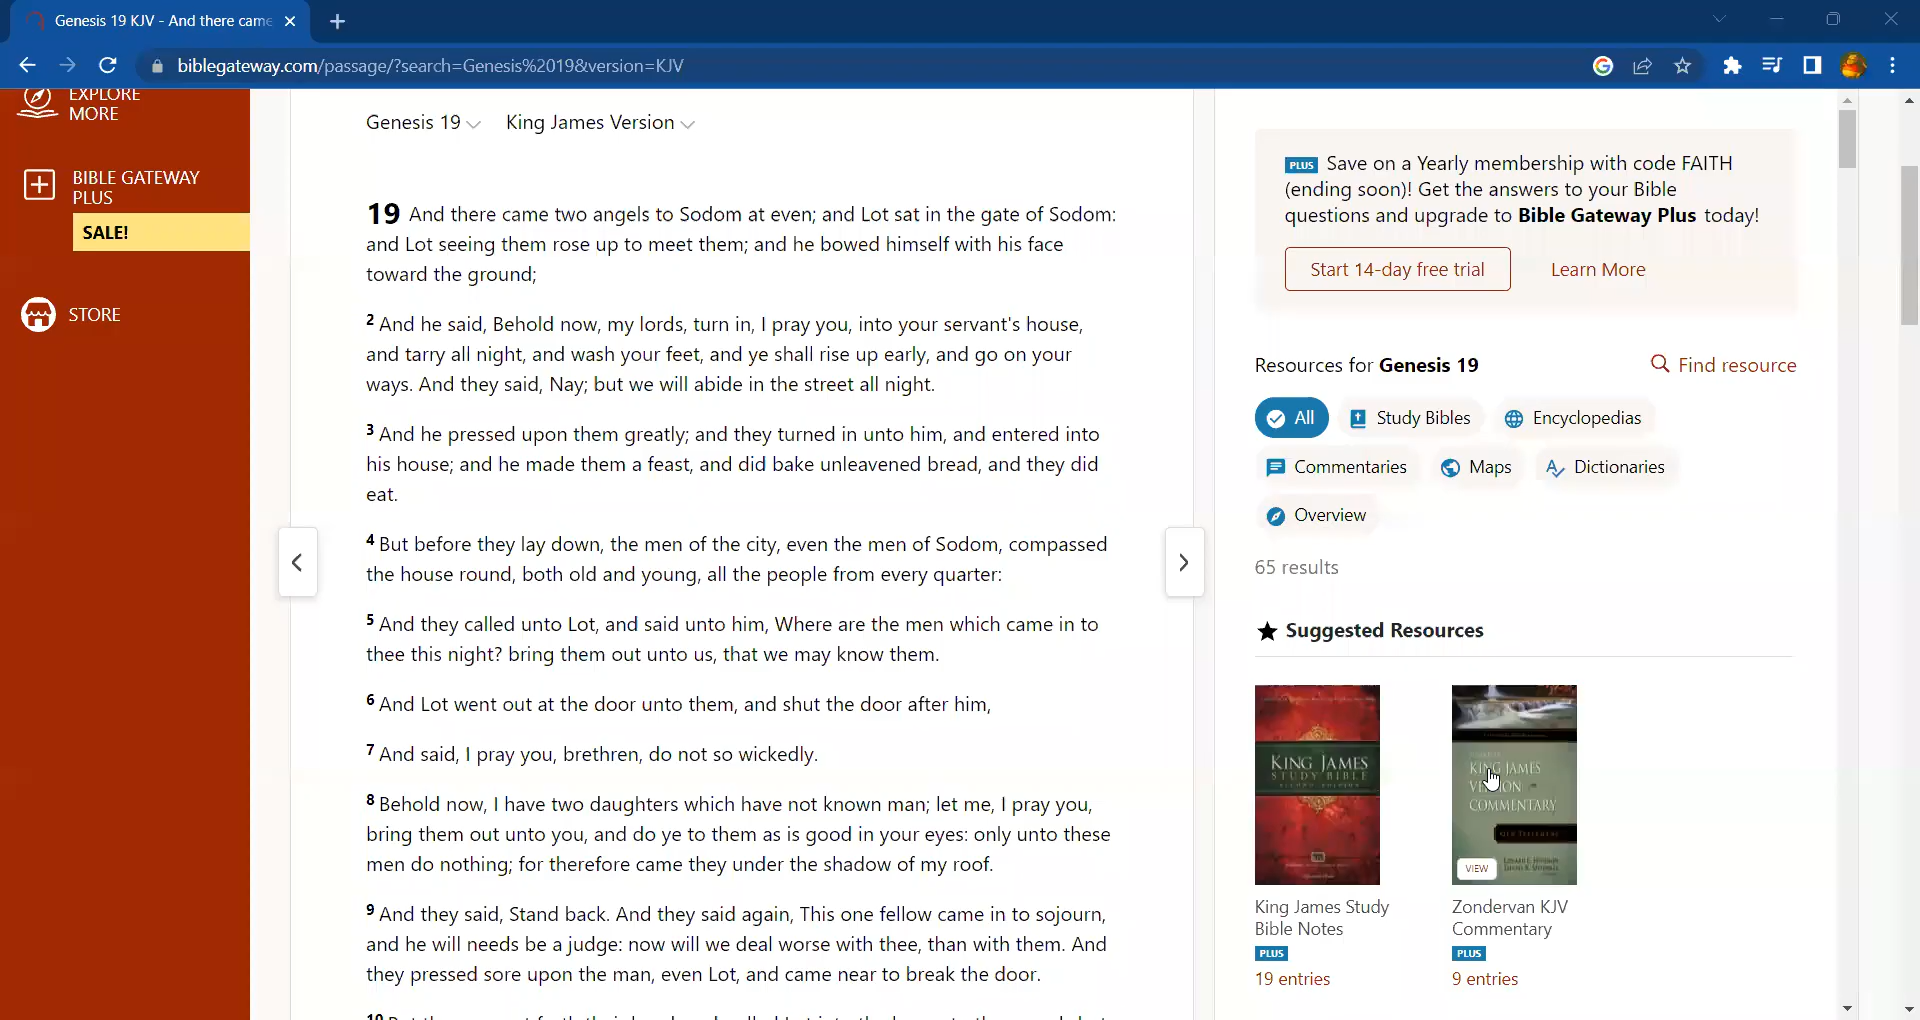 Genesis 19 KJV - And there came
biblegateway.com/passage/?search=Genesis%2019&version=KJV
EXPLORE
MORE
BIBLE GATEWAY
PLUS
SALE!
STORE
Genesis 19 King James Version
19 And there came two angels to Sodom at even; and Lot sat in the gate of Sodom:
and Lot seeing them rose up to meet them; and he bowed himself with his face
toward the ground;
2 And he said, Behold now, my lords, turn in, I pray you, into your servant's house,
and tarry all night, and wash your feet, and ye shall rise up early, and go on your
ways. And they said, Nay; but we will abide in the street all night.
3 And he pressed upon them greatly; and they turned in unto him, and entered into
his house; and he made them a feast, and did bake unleavened bread, and they did
eat.
4 But before they lay down, the men of the city, even the men of Sodom, compassed
the house round, both old and young, all the people from every quarter:
5 And they called unto Lot, and said unto him, Where are the men which came in to
thee this night? bring them out unto us, that we may know them.
6 And Lot went out at the door unto them, and shut the door after him,
7 And said, I pray you, brethren, do not so wickedly.
8 Behold now, I have two daughters which have not known man; let me, I pray you,
bring them out unto you, and do ye to them as is good in your eyes: only unto these
men do nothing; for therefore came they under the shadow of my roof.
9 And they said, Stand back. And they said again, This one fellow came in to sojourn,
and he will needs be a judge: now will we deal worse with thee, than with them. And
they pressed sore upon the man, even Lot, and came near to break the door.
PLUS Save on a Yearly membership with code FAITH
(ending soon)! Get the answers to your Bible
questions and upgrade to Bible Gateway Plus today!
Start 14-day free trial Learn More
Resources for Genesis 19 Find resource
All Study Bibles Encyclopedias
Commentaries Maps Dictionaries
Overview
65 results
Suggested Resources
KING JAMES
STUDY BIBLE
SECOND EDITION
KING JAMES
VERSION
COMMENTARY
OLD TESTAMENT
VIEW
King James Study
Bible Notes
PLUS
19 entries
Zondervan KJV
Commentary
PLUS
9 entries